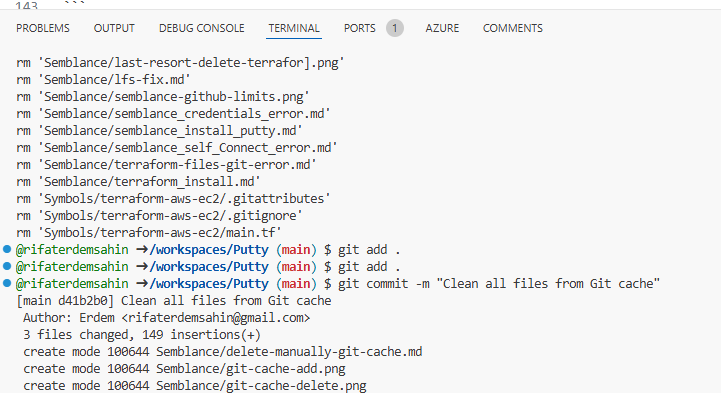 143 ```
PROBLEMS OUTPUT DEBUG CONSOLE TERMINAL PORTS 1 AZURE COMMENTS
rm 'Semblance/last-resort-delete-terrafor].png'
rm 'Semblance/lfs-fix.md'
rm 'Semblance/semblance-github-limits.png'
rm 'Semblance/semblance_credentials_error.md'
rm 'Semblance/semblance_install_putty.md'
rm 'Semblance/semblance_self_Connect_error.md'
rm 'Semblance/terraform-files-git-error.md'
rm 'Semblance/terraform_install.md'
rm 'Symbols/terraform-aws-ec2/.gitattributes'
rm 'Symbols/terraform-aws-ec2/.gitignore'
rm 'Symbols/terraform-aws-ec2/main.tf'
@rifaterdemsahin ➜/workspaces/Putty (main) $ git add .
@rifaterdemsahin ➜/workspaces/Putty (main) $ git add .
@rifaterdemsahin ➜/workspaces/Putty (main) $ git commit -m "Clean all files from Git cache"
[main d41b2b0] Clean all files from Git cache
Author: Erdem <rifaterdemsahin@gmail.com>
3 files changed, 149 insertions(+)
create mode 100644 Semblance/delete-manually-git-cache.md
create mode 100644 Semblance/git-cache-add.png
create mode 100644 Semblance/git-cache-delete.png